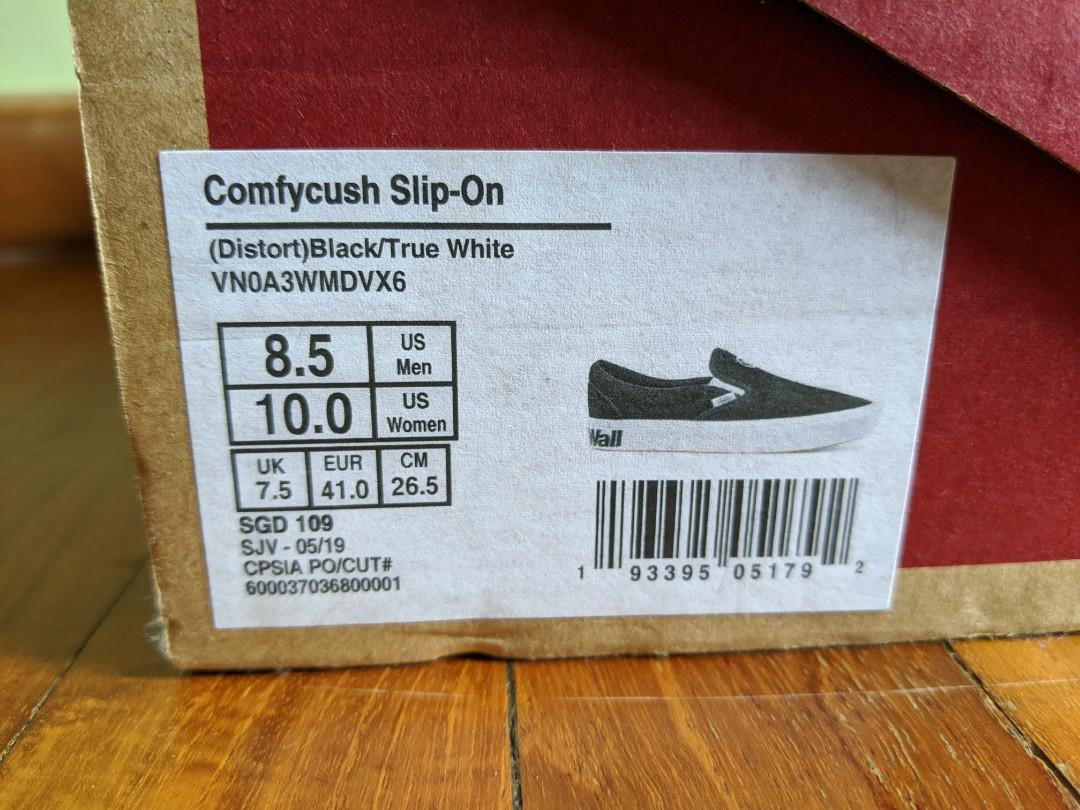 Comfycush Slip-On
(Distort)Black/True White
VN0A3WMDVX6
8.5 US Men
10.0 US Women
UK EUR CM
7.5 41.0 26.5
SGD 109
SJV - 05/19
CPSIA PO/CUT#
600037036800001
Wall
1 93395 05179 2